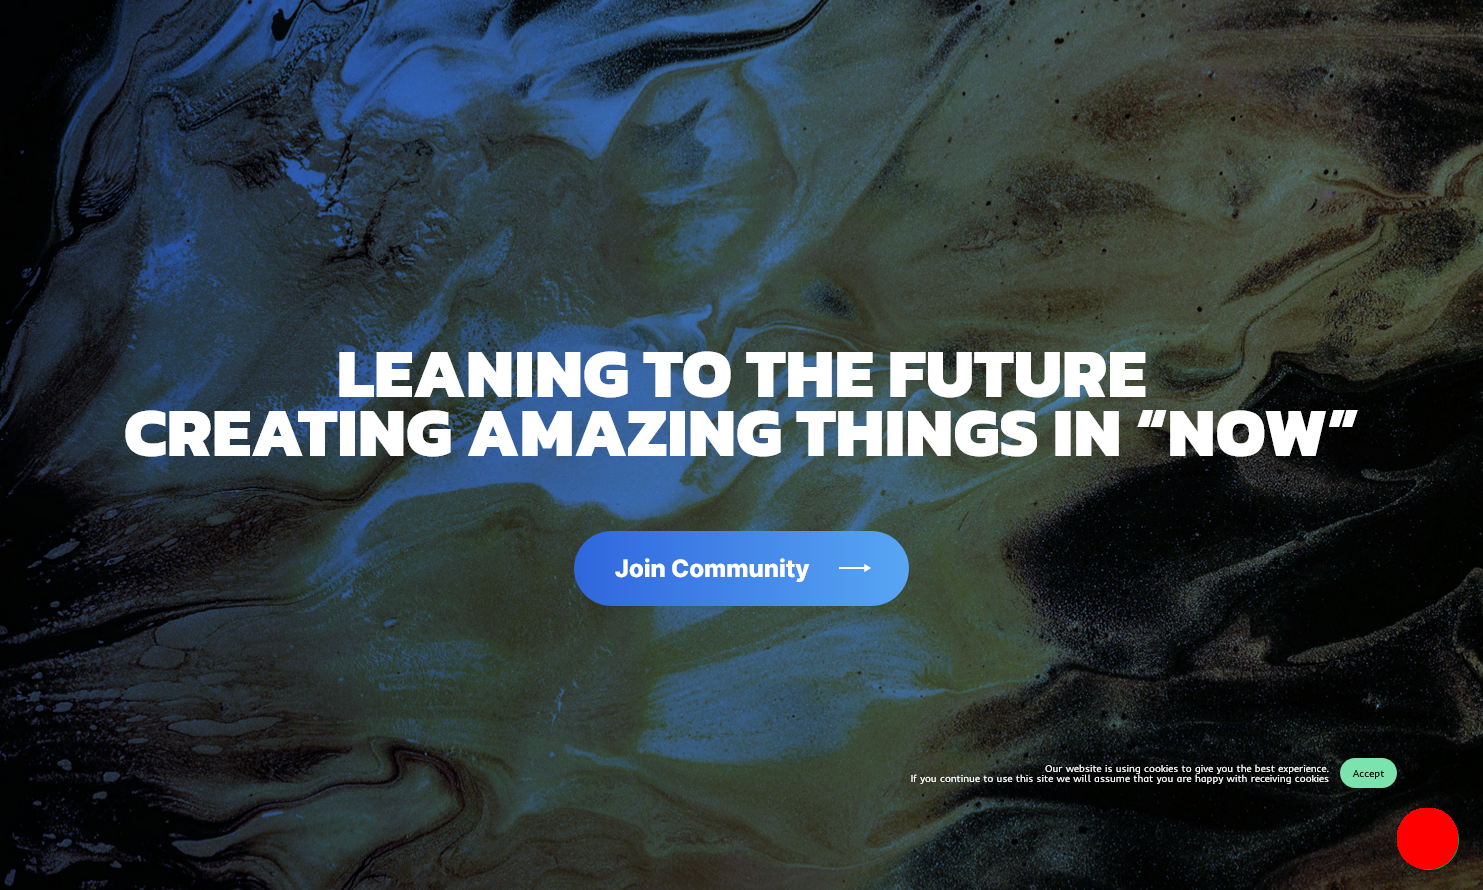 LEANING TO THE FUTURE
CREATING AMAZING THINGS IN “NOW”
Join Community
Our website is using cookies to give you the best experience.
If you continue to use this site we will assume that you are happy with receiving cookies
Accept